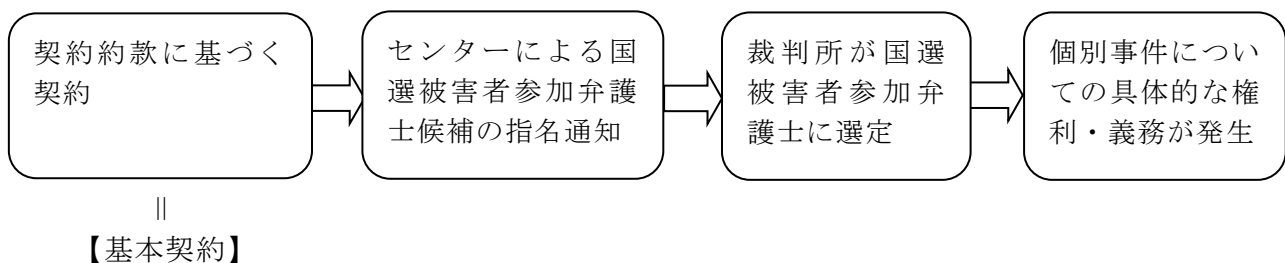 契約約款に基づく
契約
センターによる国
選被害者参加弁護
士候補の指名通知
裁判所が国選
被害者参加弁
護士に選定
個別事件につい
ての具体的な権
利・義務が発生
||
【基本契約】